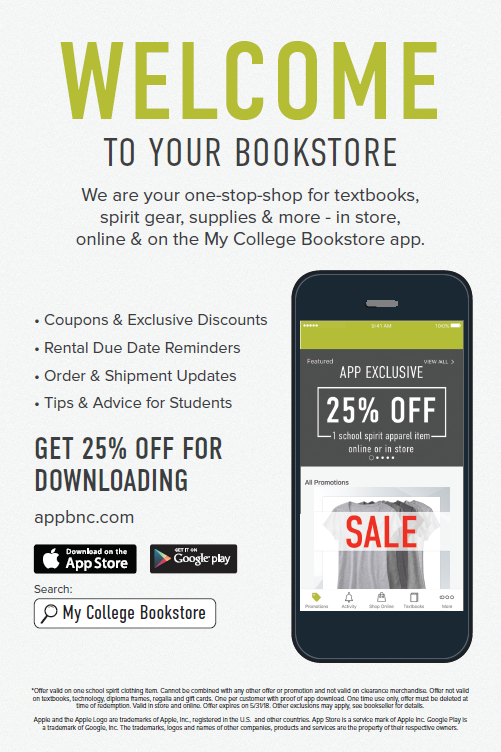 WELCOME
TO YOUR BOOKSTORE
We are your one-stop-shop for textbooks,
spirit gear, supplies & more - in store,
online & on the My College Bookstore app.
• Coupons & Exclusive Discounts
• Rental Due Date Reminders
• Order & Shipment Updates
• Tips & Advice for Students
GET 25% OFF FOR
DOWNLOADING
appbnc.com
Download on the
App Store
GET IT ON
Google play
Search:
My College Bookstore
9:41 AM 100%
Featured VIEW ALL >
APP EXCLUSIVE
25% OFF
1 school spirit apparel item
online or in store
All Promotions
SALE
Promotions Activity Shop Online Textbooks More
*Offer valid on one school spirit clothing item. Cannot be combined with any other offer or promotion and not valid on clearance merchandise. Offer not valid
on textbooks, technology, diploma frames, regalia and gift cards. One per customer with proof of app download. One time use only, offer must be deleted at
time of redemption. Valid in store and online. Offer expires on 5/31/18. Other exclusions may apply, see bookseller for details.
Apple and the Apple Logo are trademarks of Apple, Inc., registered in the U.S. and other countries. App Store is a service mark of Apple Inc. Google Play is
a trademark of Google, Inc. The trademarks, logos and names of other companies, products and services are the property of their respective owners.